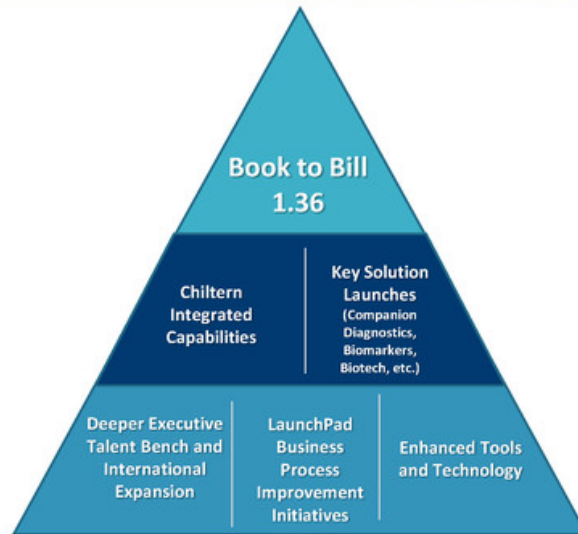 Book to Bill
1.36
Chiltern
Integrated
Capabilities
Key Solution
Launches
(Companion
Diagnostics,
Biomarkers,
Biotech, etc.)
Deeper Executive
Talent Bench and
International
Expansion
LaunchPad
Business
Process
Improvement
Initiatives
Enhanced Tools
and Technology